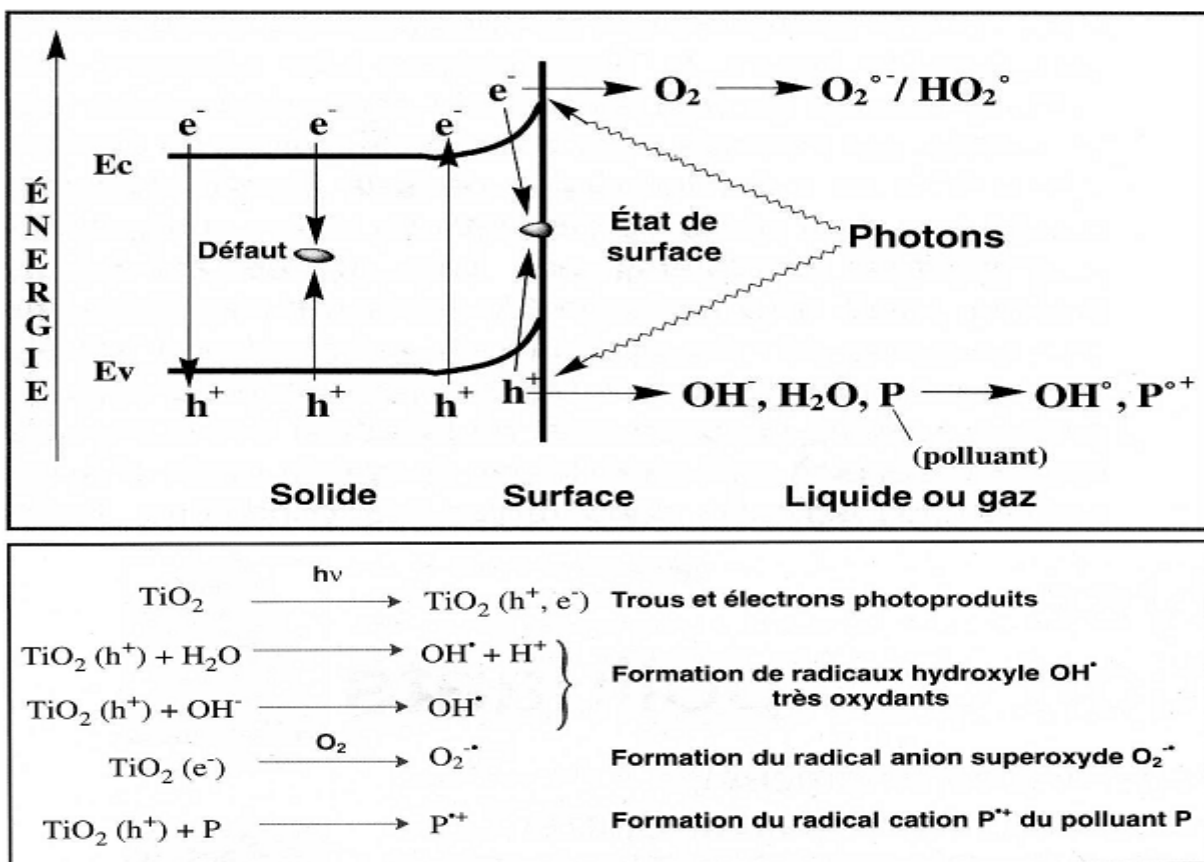 ÉNERGIE
e⁻ → O₂ → O₂°⁻/ HO₂°
e⁻ e⁻ e⁻
Ec
Défaut
État de
surface
Photons
Ev
h⁺ h⁺ h⁺ h⁺ → OH⁻, H₂O, P → OH°, P°⁺
(polluant)
Solide Surface Liquide ou gaz
hν
TiO₂ → TiO₂ (h⁺, e⁻) Trous et électrons photoproduits
TiO₂ (h⁺) + H₂O → OH• + H⁺
Formation de radicaux hydroxyle OH•
très oxydants
TiO₂ (h⁺) + OH⁻ → OH•
O₂
TiO₂ (e⁻) → O₂⁻• Formation du radical anion superoxyde O₂⁻•
TiO₂ (h⁺) + P → P•⁺ Formation du radical cation P•⁺ du polluant P